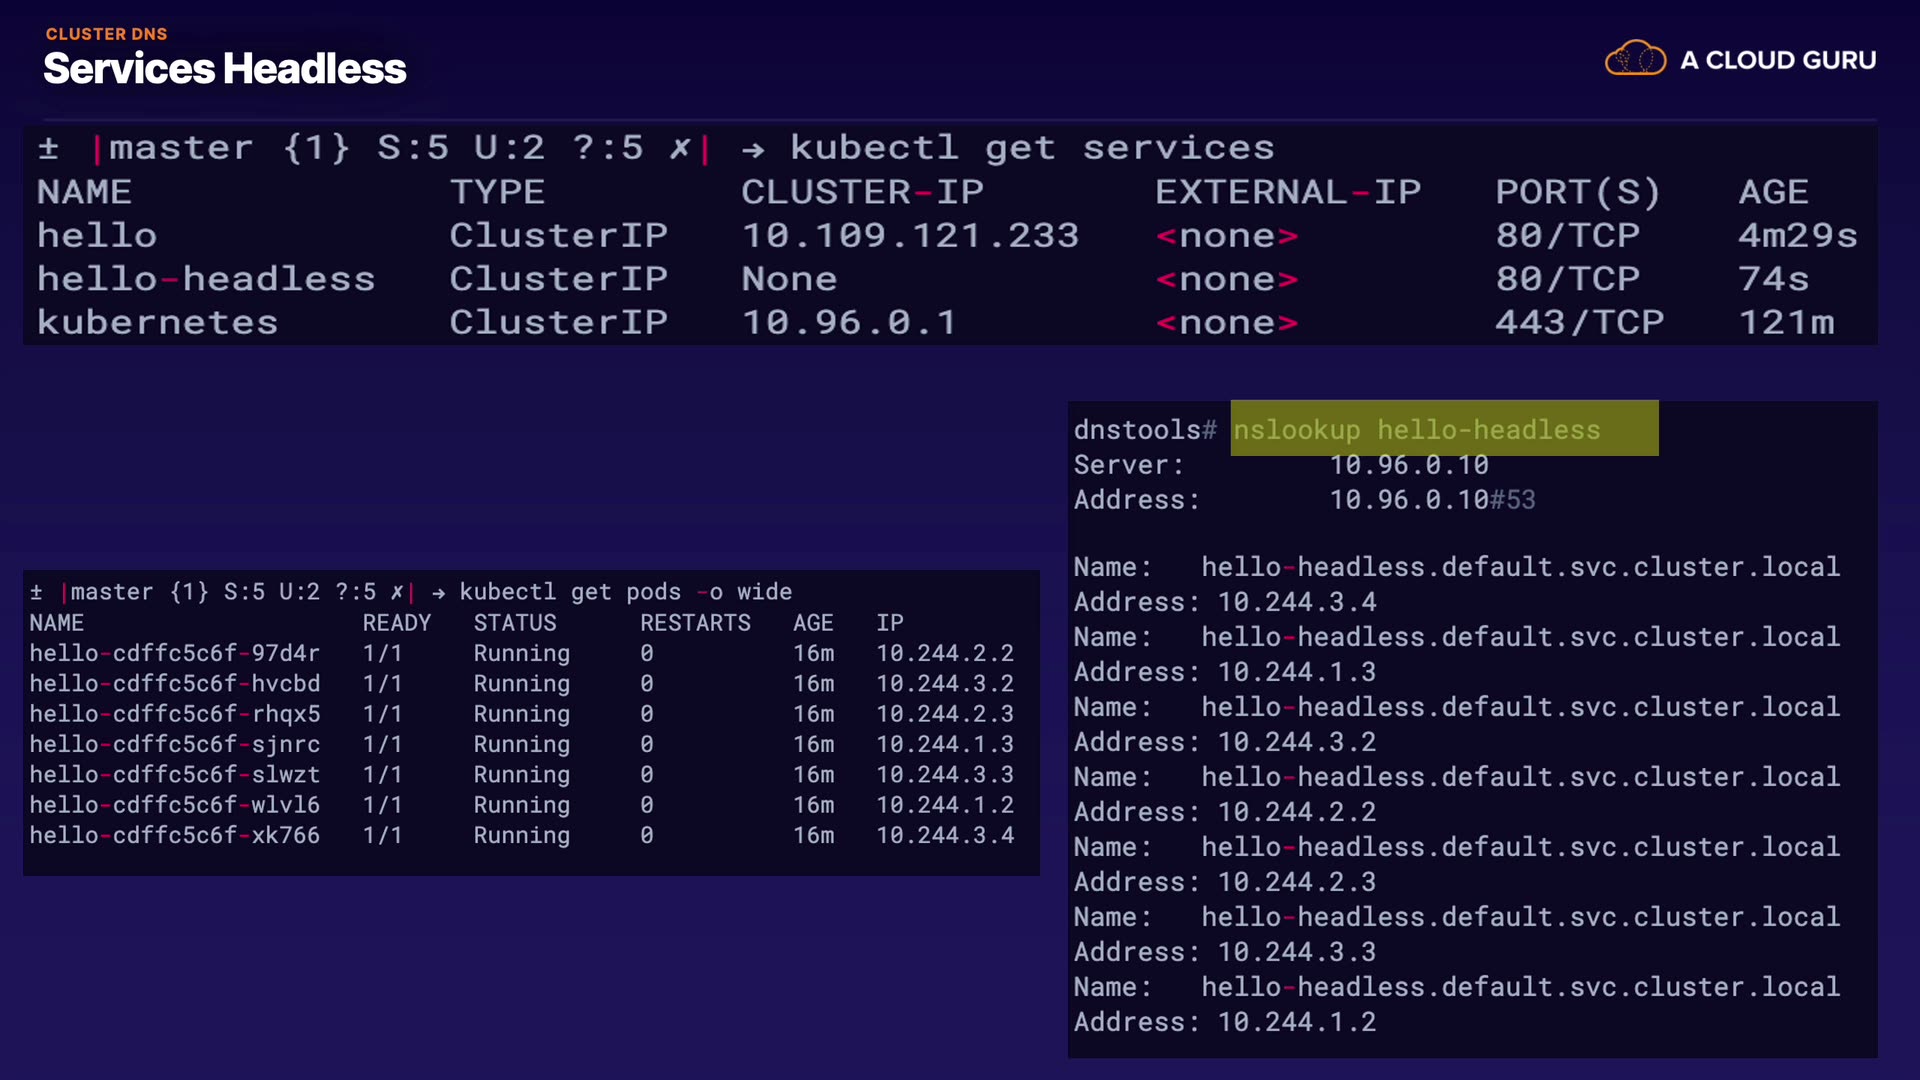 CLUSTER DNS
Services Headless
A CLOUD GURU
± |master {1} S:5 U:2 ?:5 ✗| → kubectl get services
NAME TYPE CLUSTER-IP EXTERNAL-IP PORT(S) AGE
hello ClusterIP 10.109.121.233 <none> 80/TCP 4m29s
hello-headless ClusterIP None <none> 80/TCP 74s
kubernetes ClusterIP 10.96.0.1 <none> 443/TCP 121m
± |master {1} S:5 U:2 ?:5 ✗| → kubectl get pods -o wide
NAME READY STATUS RESTARTS AGE IP
hello-cdffc5c6f-97d4r 1/1 Running 0 16m 10.244.2.2
hello-cdffc5c6f-hvcbd 1/1 Running 0 16m 10.244.3.2
hello-cdffc5c6f-rhqx5 1/1 Running 0 16m 10.244.2.3
hello-cdffc5c6f-sjnrc 1/1 Running 0 16m 10.244.1.3
hello-cdffc5c6f-slwzt 1/1 Running 0 16m 10.244.3.3
hello-cdffc5c6f-wlvl6 1/1 Running 0 16m 10.244.1.2
hello-cdffc5c6f-xk766 1/1 Running 0 16m 10.244.3.4
dnstools# nslookup hello-headless
Server: 10.96.0.10
Address: 10.96.0.10#53
Name: hello-headless.default.svc.cluster.local
Address: 10.244.3.4
Name: hello-headless.default.svc.cluster.local
Address: 10.244.1.3
Name: hello-headless.default.svc.cluster.local
Address: 10.244.3.2
Name: hello-headless.default.svc.cluster.local
Address: 10.244.2.2
Name: hello-headless.default.svc.cluster.local
Address: 10.244.2.3
Name: hello-headless.default.svc.cluster.local
Address: 10.244.3.3
Name: hello-headless.default.svc.cluster.local
Address: 10.244.1.2